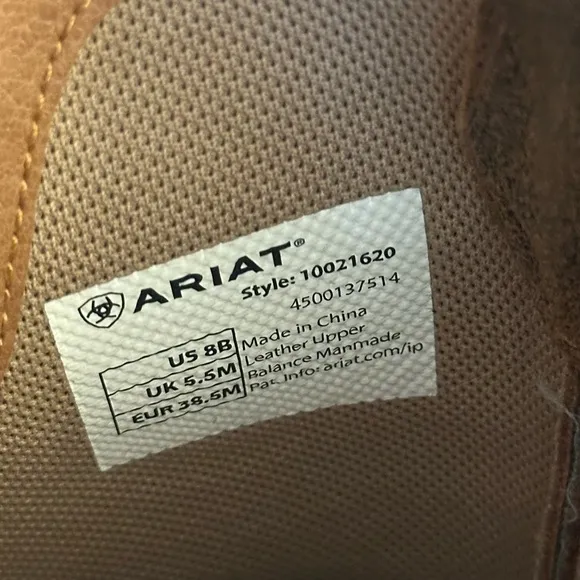 ARIAT®
Style: 10021620
4500137514
US 8B
UK 5.5M
EUR 38.5M
Made in China
Leather Upper
Balance Manmade
Pat. Info: ariat.com/ip